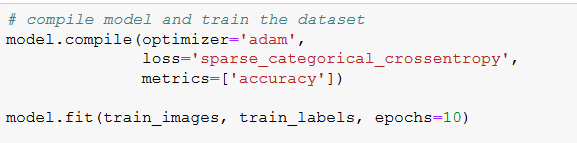 # compile model and train the dataset
model.compile(optimizer='adam',
              loss='sparse_categorical_crossentropy',
              metrics=['accuracy'])
model.fit(train_images, train_labels, epochs=10)